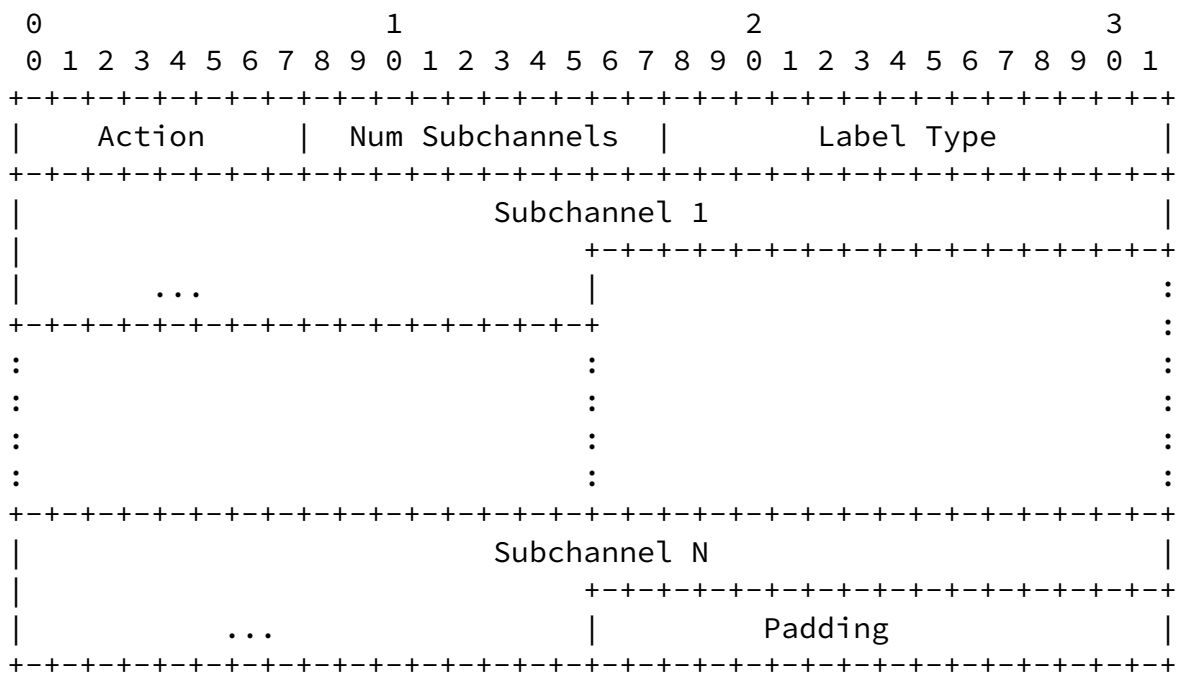 0                   1                   2                   3
 0 1 2 3 4 5 6 7 8 9 0 1 2 3 4 5 6 7 8 9 0 1 2 3 4 5 6 7 8 9 0 1
+-+-+-+-+-+-+-+-+-+-+-+-+-+-+-+-+-+-+-+-+-+-+-+-+-+-+-+-+-+-+-+-+
|    Action     |  Num Subchannels  |        Label Type         |
+-+-+-+-+-+-+-+-+-+-+-+-+-+-+-+-+-+-+-+-+-+-+-+-+-+-+-+-+-+-+-+-+
|                          Subchannel 1                         |
|                               +-+-+-+-+-+-+-+-+-+-+-+-+-+-+-+-+
|       ...                     |                               :
+-+-+-+-+-+-+-+-+-+-+-+-+-+-+-+-+                               :
:                               :                               :
:                               :                               :
:                               :                               :
:                               :                               :
+-+-+-+-+-+-+-+-+-+-+-+-+-+-+-+-+-+-+-+-+-+-+-+-+-+-+-+-+-+-+-+-+
|                          Subchannel N                         |
|                               +-+-+-+-+-+-+-+-+-+-+-+-+-+-+-+-+
|           ...                 |         Padding               |
+-+-+-+-+-+-+-+-+-+-+-+-+-+-+-+-+-+-+-+-+-+-+-+-+-+-+-+-+-+-+-+-+